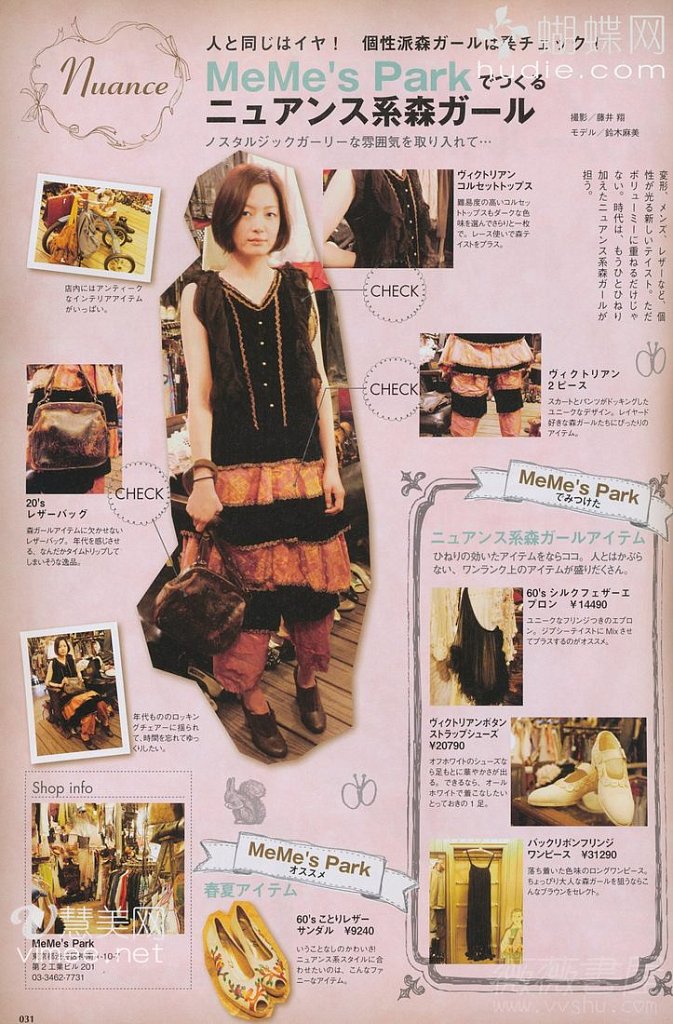 Nuance
人と同じはイヤ！　個性派森ガールは要チェック！
MeMe's Parkでつくる
ニュアンス系森ガール
ノスタルジックガーリーな雰囲気を取り入れて…
撮影／藤井 翔
モデル／鈴木麻美
変形、メンズ、レザーなど、個
性が光る新しいテイスト。ただ
ボリューミーに重ねるだけじゃ
ない。時代は、もうひとひねり
加えたニュアンス系森ガールが
担う。
店内にはアンティーク
なインテリアアイテム
がいっぱい。
ヴィクトリアン
コルセットトップス
難易度の高いコルセ
ットトップスもダークな色
味を選んでさらりと一枚
で。レース使いで森テ
イストをプラス。
CHECK
ヴィクトリアン
2ピース
スカートとパンツがドッキングした
ユニークなデザイン。レイヤード
好きな森ガールたちにぴったりの
アイテム。
CHECK
20's
レザーバッグ
森ガールアイテムに欠かせない
レザーバッグ。年代を感じさせ
る、なんだかタイムトリップして
しまいそうな逸品。
CHECK
年代もののロッキン
グチェアーに揺られ
て、時間を忘れてゆっ
くりしたい。
MeMe's Park
でみつけた
ニュアンス系森ガールアイテム
ひねりの効いたアイテムをならココ。人とはかぶら
ない、ワンランク上のアイテムが盛りだくさん。
60's シルクフェザーエ
プロン　¥14490
ユニークなフリンジつきのエプロ
ン。ジプシーテイストにMixさせ
てプラスするのがオススメ。
ヴィクトリアンボタン
ストラップシューズ
¥20790
オフホワイトのシューズな
ら足もとに華やかさが出
る。できるなら、オール
ホワイトで着こなしたい
とっておきの1足。
バックリボンフリンジ
ワンピース　¥31290
落ち着いた色味のロングワンピース。
ちょっぴり大人な森ガールを狙うならこ
んなブラウンをセレクト。
Shop info
MeMe's Park
第2工業ビル 201
03-3462-7731
MeMe's Park
オススメ
春夏アイテム
60's ことりレザー
サンダル　¥9240
いうことなしのかわいさ！
ニュアンス系スタイルに合
わせたいのは、こんなファ
ニーなアイテム。
031
蝴蝶网
hudie.com
慧美网
www.vvshu.com